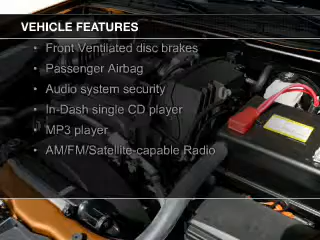 VEHICLE FEATURES
• Front Ventilated disc brakes
• Passenger Airbag
• Audio system security
• In-Dash single CD player
• MP3 player
• AM/FM/Satellite-capable Radio